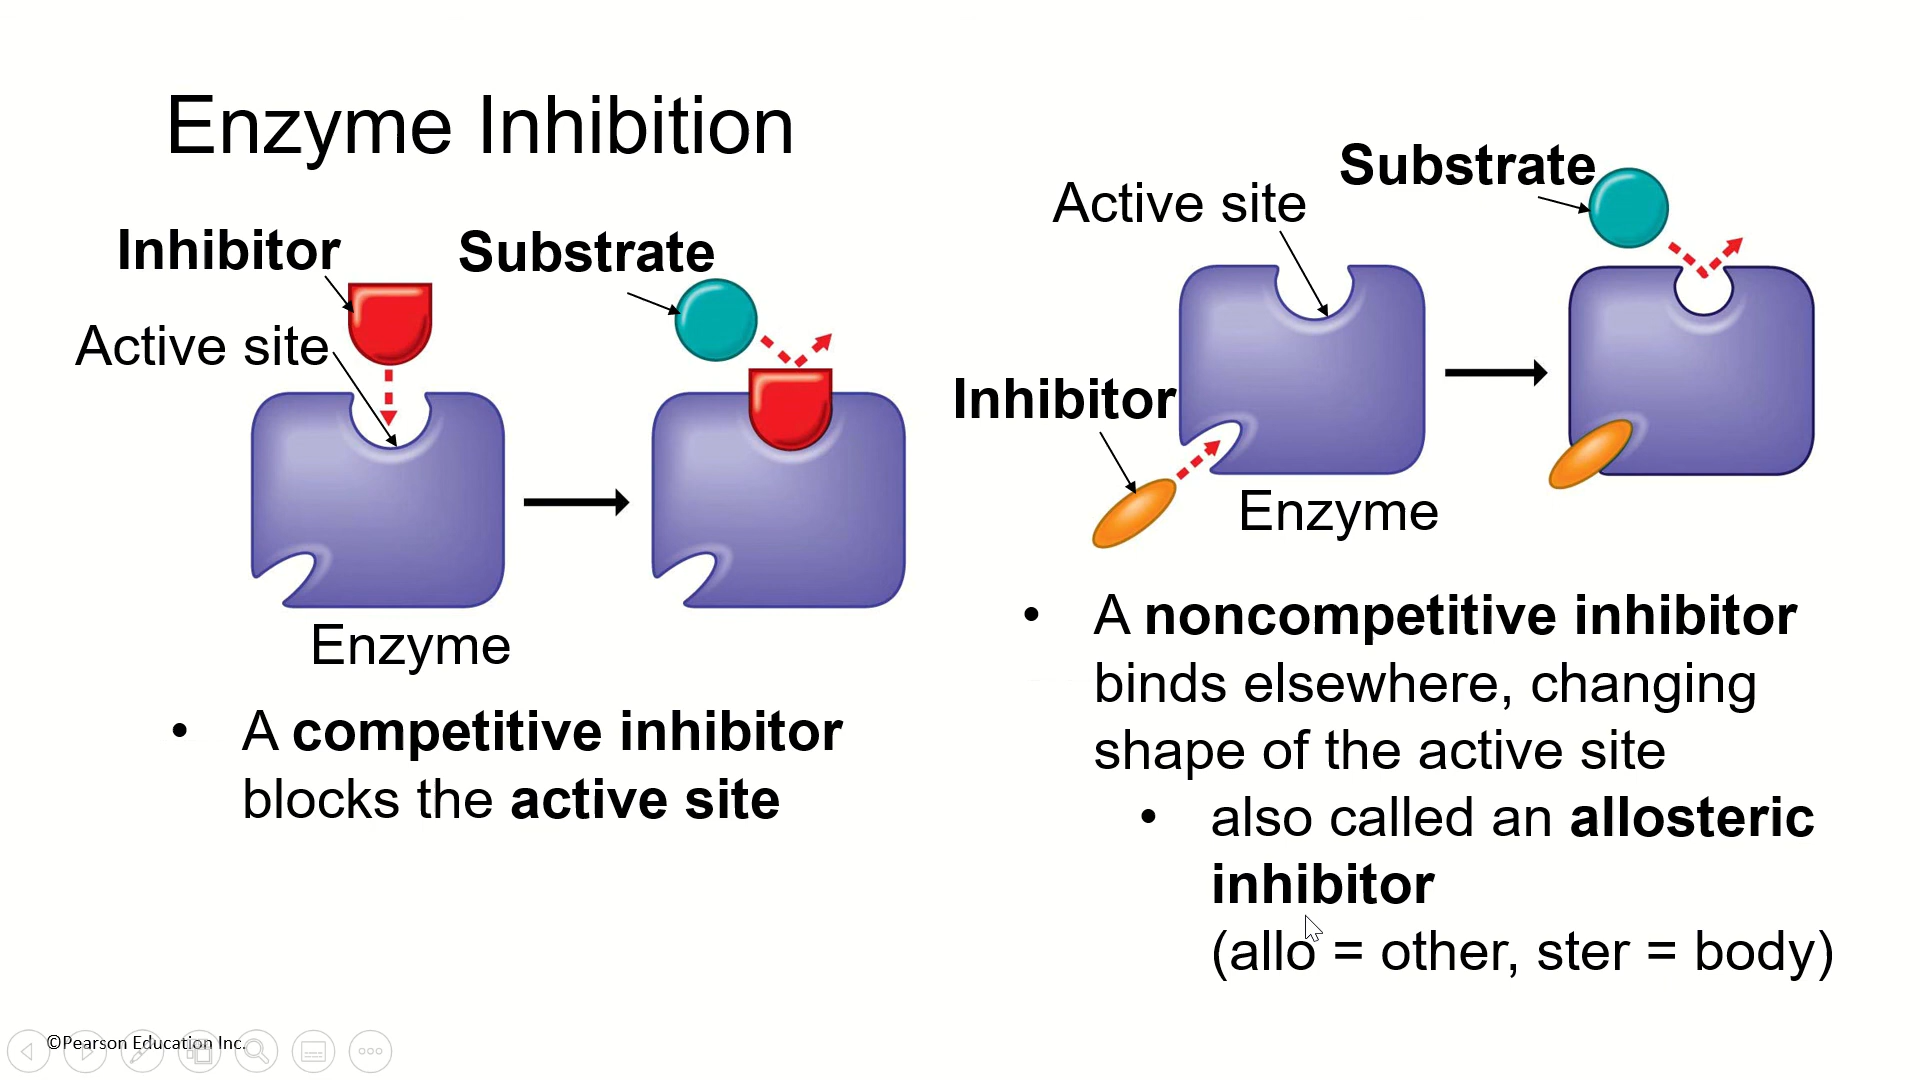 Enzyme Inhibition
Inhibitor
Substrate
Active site
Enzyme
• A competitive inhibitor
blocks the active site
Substrate
Active site
Inhibitor
Enzyme
• A noncompetitive inhibitor
binds elsewhere, changing
shape of the active site
• also called an allosteric
inhibitor
(allo = other, ster = body)
©Pearson Education Inc.